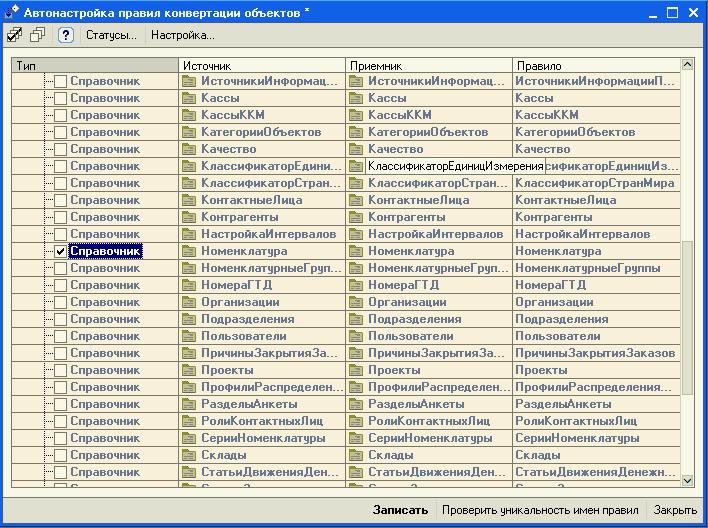 Автонастройка правил конвертации объектов *
Статусы... Настройка...
Тип Источник Приемник Правило
Справочник ИсточникиИнформац... ИсточникиИнформац... ИсточникиИнформацииП...
Справочник Кассы Кассы Кассы
Справочник КассыККМ КассыККМ КассыККМ
Справочник КатегорииОбъектов КатегорииОбъектов КатегорииОбъектов
Справочник Качество Качество Качество
Справочник КлассификаторЕдини... КлассификаторЕдиницИзмерения сификаторЕдиницИз...
Справочник КлассификаторСтран... КлассификаторСтран... КлассификаторСтранМира
Справочник КонтактныеЛица КонтактныеЛица КонтактныеЛица
Справочник Контрагенты Контрагенты Контрагенты
Справочник НастройкаИнтервалов НастройкаИнтервалов НастройкаИнтервалов
Справочник Номенклатура Номенклатура Номенклатура
Справочник НоменклатурныеГруп... НоменклатурныеГруп... НоменклатурныеГруппы
Справочник НомераГТД НомераГТД НомераГТД
Справочник Организации Организации Организации
Справочник Подразделения Подразделения Подразделения
Справочник Пользователи Пользователи Пользователи
Справочник ПричиныЗакрытияЗа... ПричиныЗакрытияЗа... ПричиныЗакрытияЗаказов
Справочник Проекты Проекты Проекты
Справочник ПрофилиРаспределен... ПрофилиРаспределен... ПрофилиРаспределения...
Справочник РазделыАнкеты РазделыАнкеты РазделыАнкеты
Справочник РолиКонтактныхЛиц РолиКонтактныхЛиц РолиКонтактныхЛиц
Справочник СерииНоменклатуры СерииНоменклатуры СерииНоменклатуры
Справочник Склады Склады Склады
Справочник СтатьиДвиженияДен... СтатьиДвиженияДен... СтатьиДвиженияДенежн...
Записать Проверить уникальность имен правил Закрыть